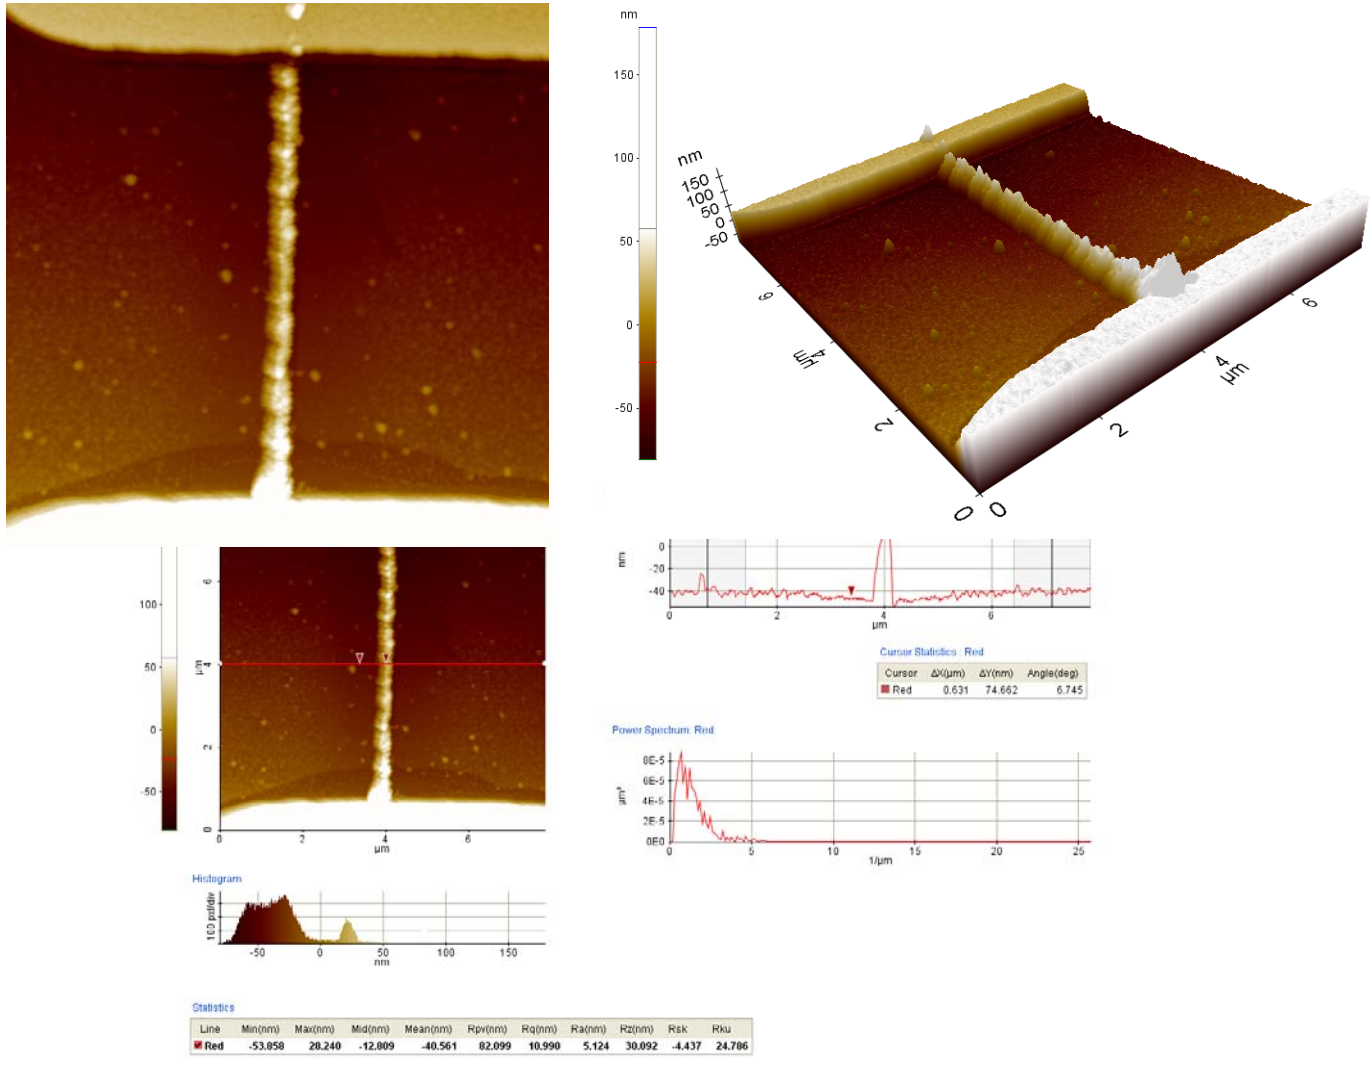 nm
150
100
50
0
-50
nm
150
100
50
0
-50
6
4
µm
2
0
0
2
4
µm
6
100
50
0
-50
6
4
µm
2
0
0
2
4
6
µm
nm
0
-20
-40
0
2
4
6
µm
Cursor Statistics : Red
Cursor ΔX(µm) ΔY(nm) Angle(deg)
Red 0.631 74.662 6.745
Power Spectrum: Red
8E-5
6E-5
4E-5
2E-5
0E0
0 5 10 15 20 25
1/µm
Histogram
100 pxl/div
-50 0 50 100 150
nm
Statistics
Line Min(nm) Max(nm) Mid(nm) Mean(nm) Rpv(nm) Rq(nm) Ra(nm) Rz(nm) Rsk Rku
Red -53.858 28.240 -12.809 -40.561 82.099 10.990 5.124 30.092 -4.437 24.786